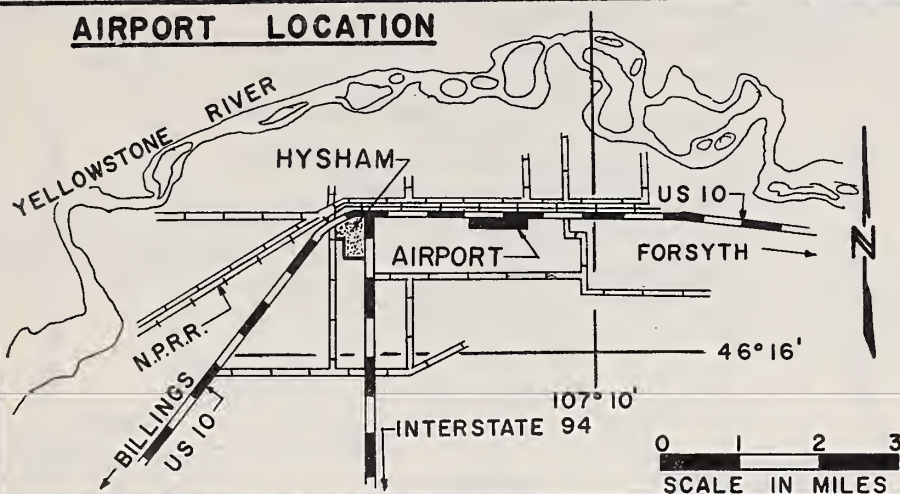 AIRPORT LOCATION
YELLOWSTONE RIVER
HYSHAM
US 10
AIRPORT
FORSYTH
N
N.P.R.R.
46° 16'
107° 10'
BILLINGS
US 10
INTERSTATE 94
0 1 2 3
SCALE IN MILES